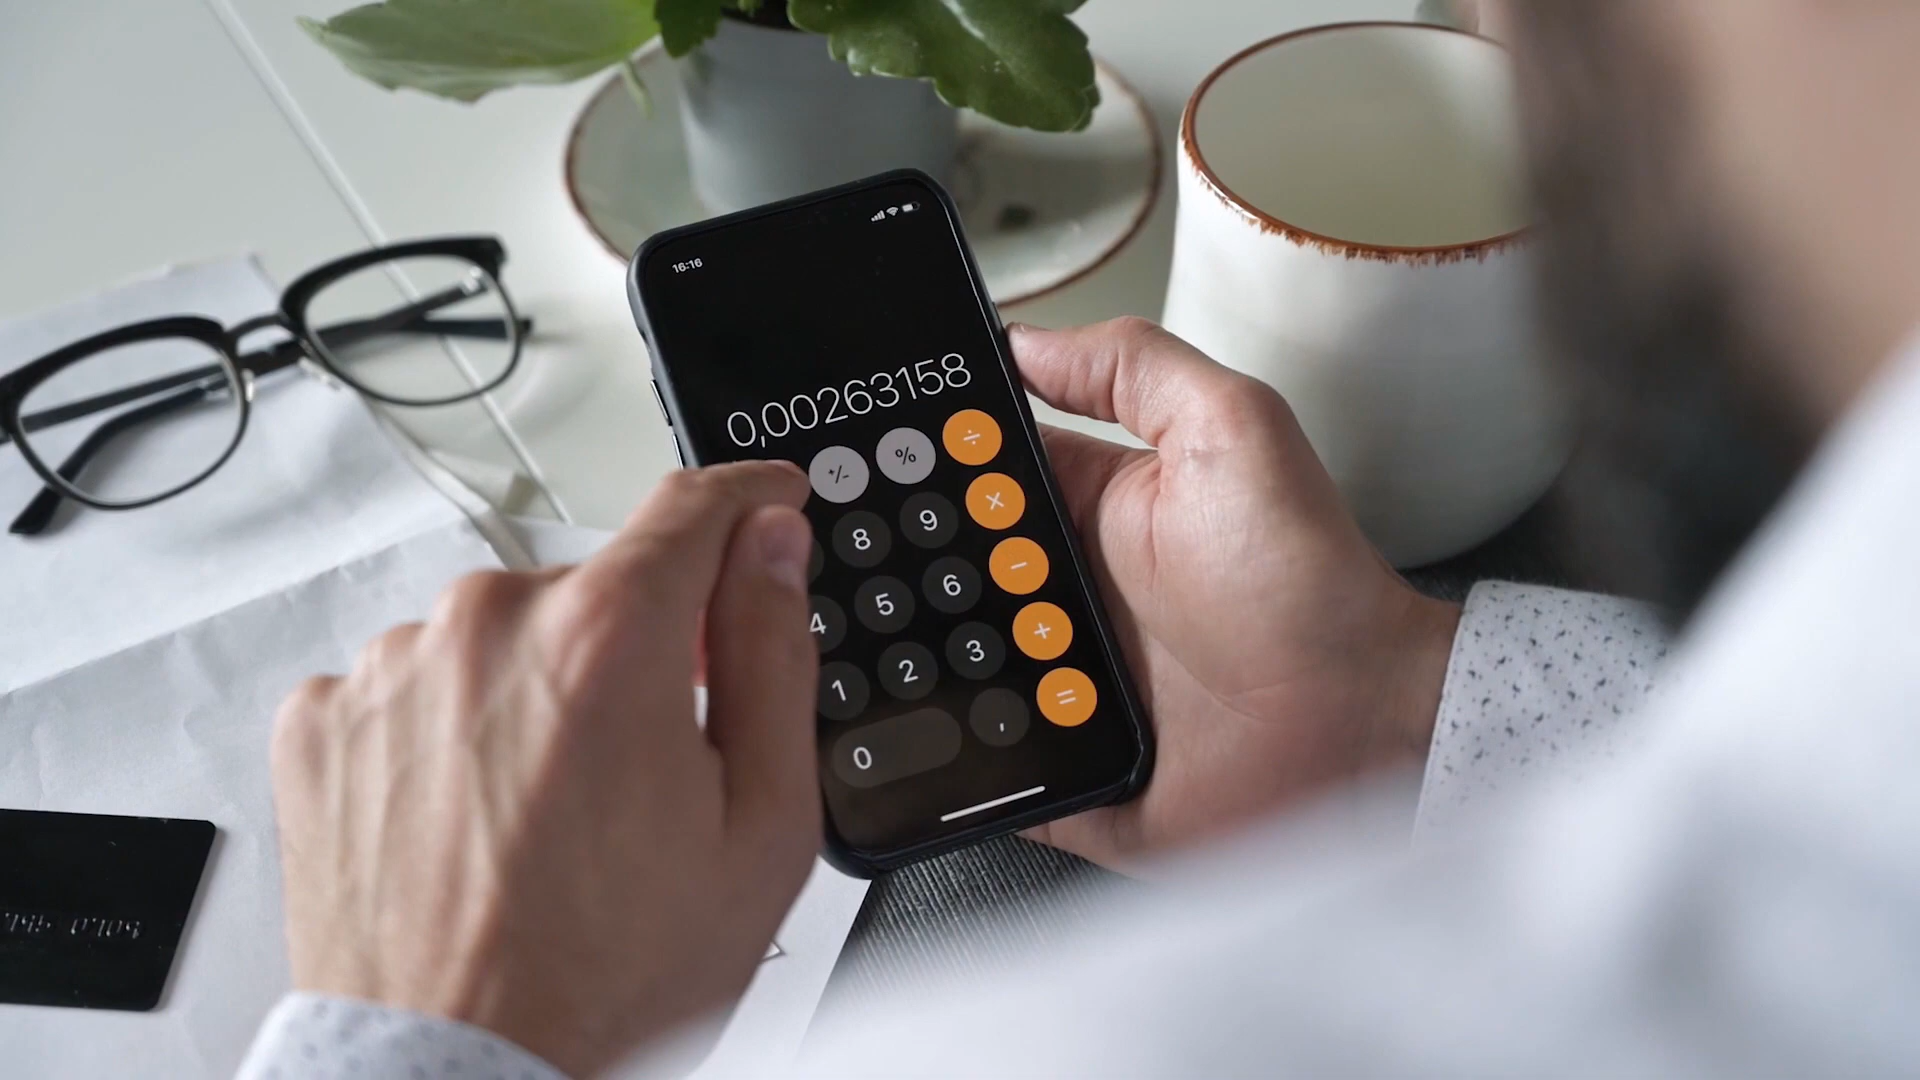 16:16
0,00263158
+/- % ÷
8 9 ×
4 5 6 −
1 2 3 +
0 , =